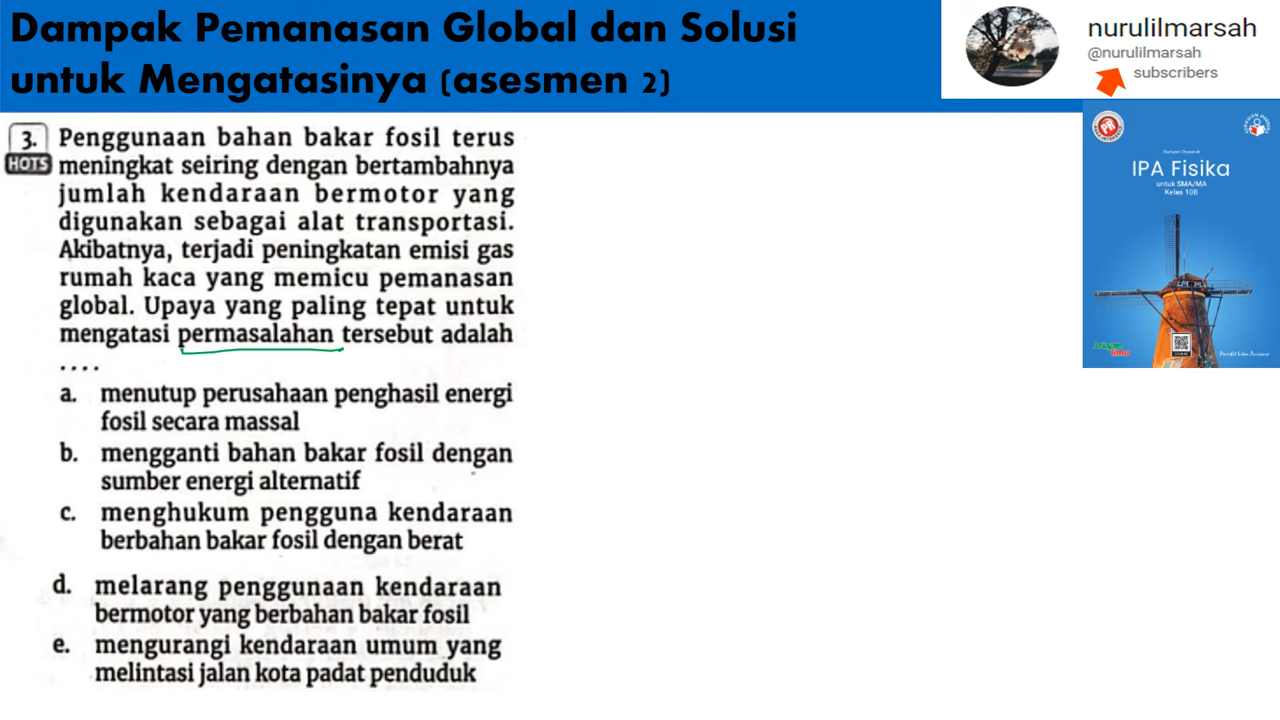 Dampak Pemanasan Global dan Solusi
untuk Mengatasinya (asesmen 2)
nurulilmarsah
@nurulilmarsah
subscribers
3. Penggunaan bahan bakar fosil terus
HOTS meningkat seiring dengan bertambahnya
jumlah kendaraan bermotor yang
digunakan sebagai alat transportasi.
Akibatnya, terjadi peningkatan emisi gas
rumah kaca yang memicu pemanasan
global. Upaya yang paling tepat untuk
mengatasi permasalahan tersebut adalah
....
a. menutup perusahaan penghasil energi
fosil secara massal
b. mengganti bahan bakar fosil dengan
sumber energi alternatif
c. menghukum pengguna kendaraan
berbahan bakar fosil dengan berat
d. melarang penggunaan kendaraan
bermotor yang berbahan bakar fosil
e. mengurangi kendaraan umum yang
melintasi jalan kota padat penduduk
PR
IPA Fisika
untuk SMA/MA
Kelas 10B